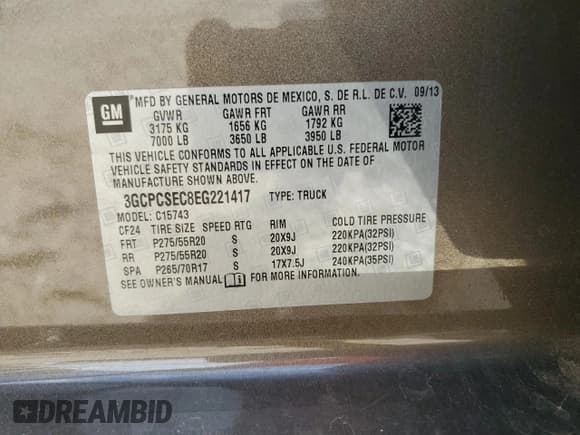 GM
MFD BY GENERAL MOTORS DE MEXICO, S. DE R.L. DE C.V. 09/13
GVWR GAWR FRT GAWR RR
3175 KG 1656 KG 1792 KG
7000 LB 3650 LB 3950 LB
THIS VEHICLE CONFORMS TO ALL APPLICABLE U.S. FEDERAL MOTOR
VEHICLE SAFETY STANDARDS IN EFFECT ON THE DATE OF
MANUFACTURE SHOWN ABOVE.
3GCPCSEC8EG221417 TYPE: TRUCK
MODEL: C15743
CF24 TIRE SIZE SPEED RTG RIM COLD TIRE PRESSURE
FRT P275/55R20 S 20X9J 220KPA(32PSI)
RR P275/55R20 S 20X9J 220KPA(32PSI)
SPA P265/70R17 S 17X7.5J 240KPA(35PSI)
SEE OWNER'S MANUAL FOR MORE INFORMATION.
DREAMBID